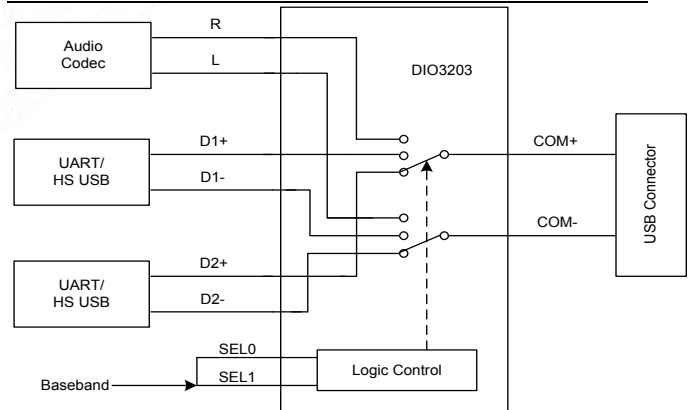 R
Audio
Codec
L
DIO3203
D1+
UART/
HS USB
D1-
COM+
COM-
USB Connector
D2+
UART/
HS USB
D2-
SEL0
SEL1
Baseband
Logic Control